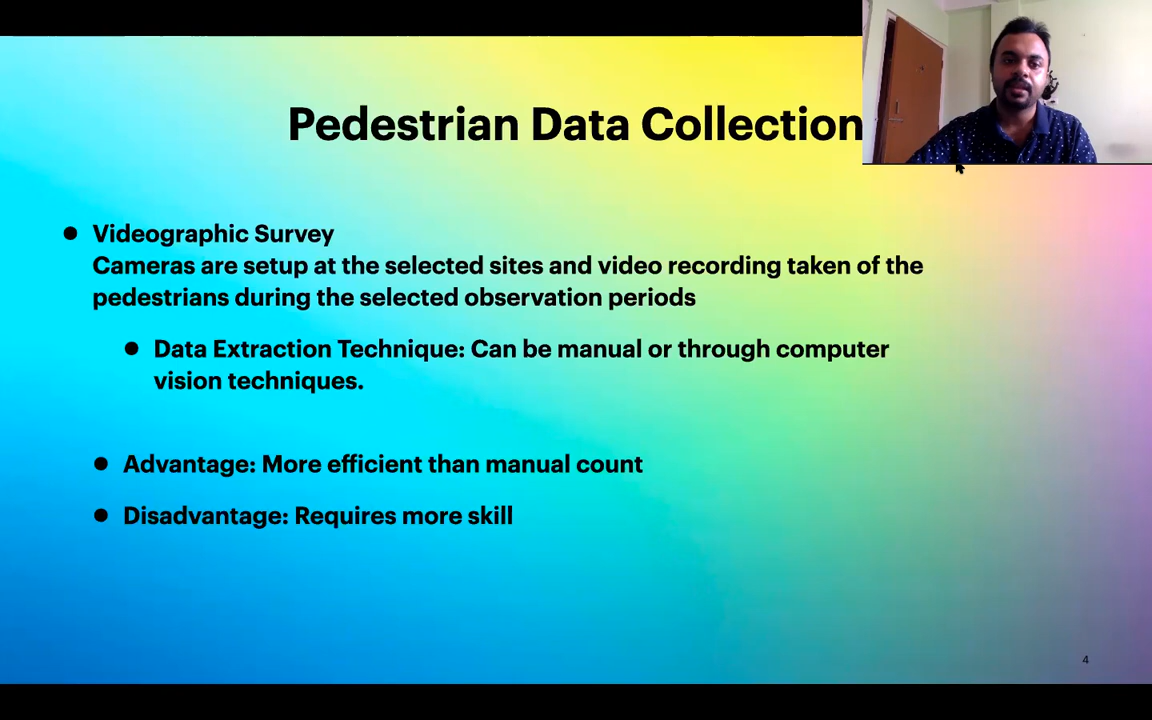 Pedestrian Data Collection
Videographic Survey
Cameras are setup at the selected sites and video recording taken of the
pedestrians during the selected observation periods
Data Extraction Technique: Can be manual or through computer
vision techniques.
Advantage: More efficient than manual count
Disadvantage: Requires more skill
4